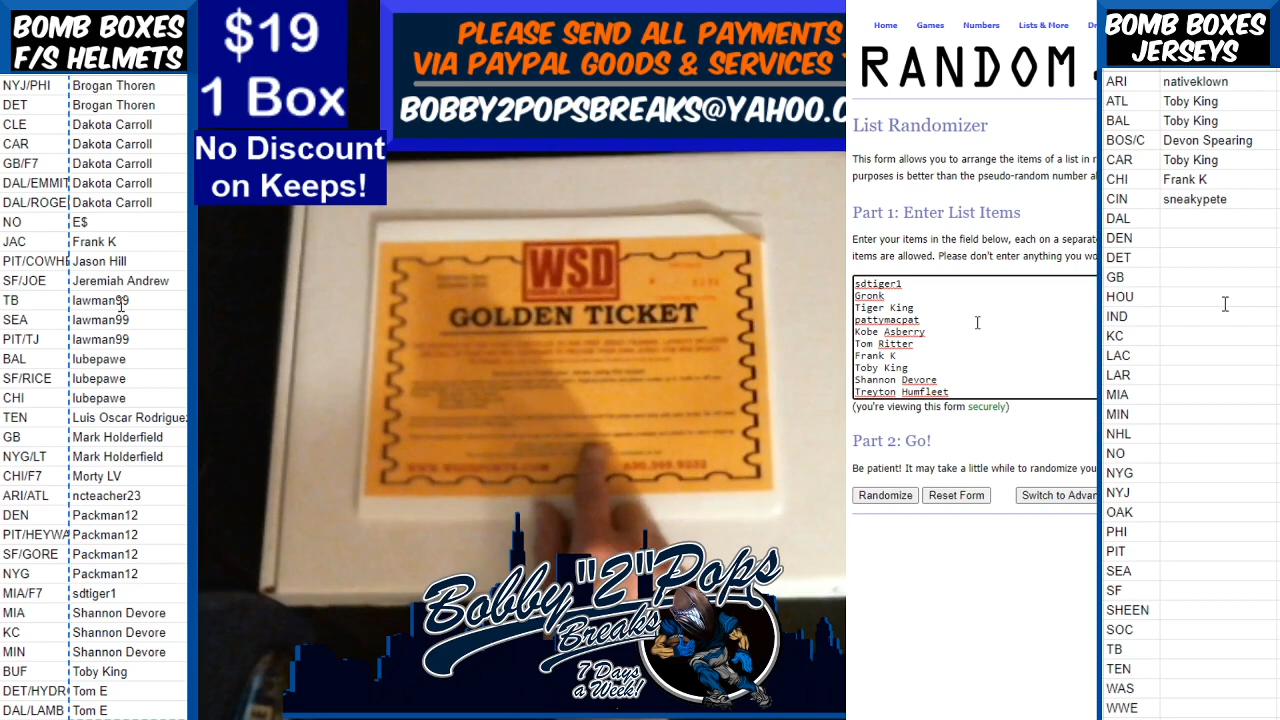 BOMB BOXES
F/S HELMETS
NYJ/PHI Brogan Thoren
DET Brogan Thoren
CLE Dakota Carroll
CAR Dakota Carroll
GB/F7 Dakota Carroll
DAL/EMMIT Dakota Carroll
DAL/ROGE Dakota Carroll
NO E$
JAC Frank K
PIT/COWH Jason Hill
SF/JOE Jeremiah Andrew
TB lawman99
SEA lawman99
PIT/TJ lawman99
BAL lubepawe
SF/RICE lubepawe
CHI lubepawe
TEN Luis Oscar Rodrigue
GB Mark Holderfield
NYG/LT Mark Holderfield
CHI/F7 Morty LV
ARI/ATL ncteacher23
DEN Packman12
PIT/HEYWA Packman12
SF/GORE Packman12
NYG Packman12
MIA/F7 sdtiger1
MIA Shannon Devore
KC Shannon Devore
MIN Shannon Devore
BUF Toby King
DET/HYDR Tom E
DAL/LAMB Tom E
$19
1 Box
No Discount
on Keeps!
PLEASE SEND ALL PAYMENTS
VIA PAYPAL GOODS & SERVICES
BOBBY2POPSBREAKS@YAHOO.C
WSD
GOLDEN TICKET
Bobby "2" Pops
Breaks
7 Days
a Week!
Home Games Numbers Lists & More
RANDOM
List Randomizer
This form allows you to arrange the items of a list in
purposes is better than the pseudo-random number
Part 1: Enter List Items
Enter your items in the field below, each on a separat
items are allowed. Please don't enter anything you
sdtiger1
Gronk
Tiger King
pattymacpat
Kobe Asberry
Tom Ritter
Frank K
Toby King
Shannon Devore
Treyton Humfleet
(you're viewing this form securely)
Part 2: Go!
Be patient! It may take a little while to randomize
Randomize Reset Form Switch to Advan
BOMB BOXES
JERSEYS
ARI nativeklown
ATL Toby King
BAL Toby King
BOS/C Devon Spearing
CAR Toby King
CHI Frank K
CIN sneakypete
DAL
DEN
DET
GB
HOU
IND
KC
LAC
LAR
MIA
MIN
NHL
NO
NYG
NYJ
OAK
PHI
PIT
SEA
SF
SHEEN
SOC
TB
TEN
WAS
WWE